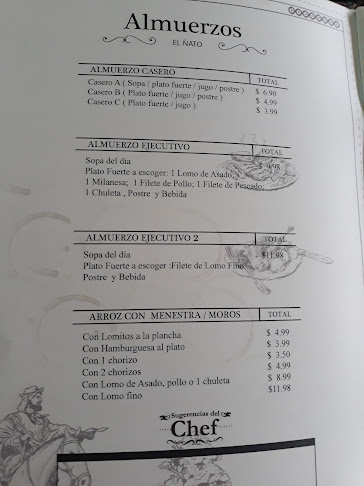 Almuerzos
EL ÑATO
ALMUERZO CASERO TOTAL
Casero A ( Sopa / plato fuerte / jugo / postre ) $ 6.90
Casero B ( Plato fuerte / jugo / postre ) $ 4.99
Casero C ( Plato fuerte / jugo ) $ 3.99
ALMUERZO EJECUTIVO TOTAL
Sopa del día $ 9.98
Plato Fuerte a escoger: 1 Lomo de Asado,
1 Milanesa; 1 Filete de Pollo; 1 Filete de Pescado;
1 Chuleta , Postre y Bebida
ALMUERZO EJECUTIVO 2 TOTAL
Sopa del día $11.98
Plato Fuerte a escoger :Filete de Lomo Fino
Postre y Bebida
ARROZ CON MENESTRA / MOROS TOTAL
Con Lomitos a la plancha $ 4.99
Con Hamburguesa al plato $ 3.99
Con 1 chorizo $ 3.50
Con 2 chorizos $ 4.99
Con Lomo de Asado, pollo o 1 chuleta $ 8.99
Con Lomo fino $11.98
Sugerencias del
Chef